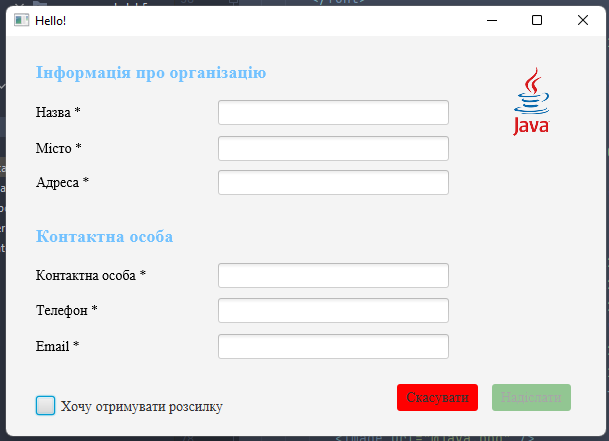 Hello!
Інформація про організацію
Назва *
Місто *
Адреса *
Java
Контактна особа
Контактна особа *
Телефон *
Email *
Хочу отримувати розсилку
Скасувати
Надіслати